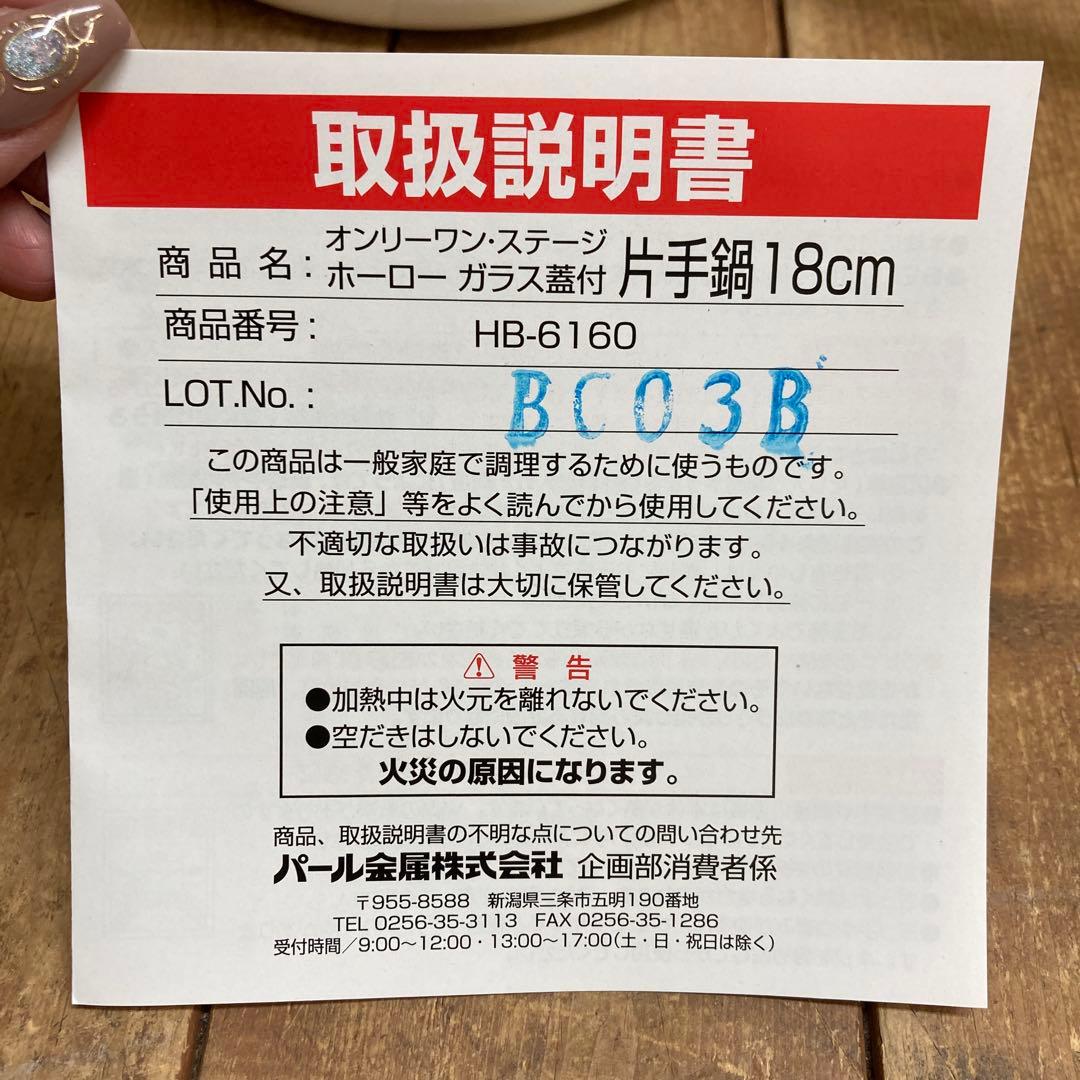 取扱説明書
商品名: オンリーワン・ステージ
ホーロー ガラス蓋付 片手鍋18cm
商品番号: HB-6160
LOT.No.: BC03B
この商品は一般家庭で調理するために使うものです。
「使用上の注意」等をよく読んでから使用してください。
不適切な取扱いは事故につながります。
又、取扱説明書は大切に保管してください。
⚠ 警告
●加熱中は火元を離れないでください。
●空だきはしないでください。
火災の原因になります。
商品、取扱説明書の不明な点についての問い合わせ先
パール金属株式会社 企画部消費者係
〒955-8588 新潟県三条市五明190番地
TEL 0256-35-3113 FAX 0256-35-1286
受付時間／9:00～12:00・13:00～17:00(土・日・祝日は除く)